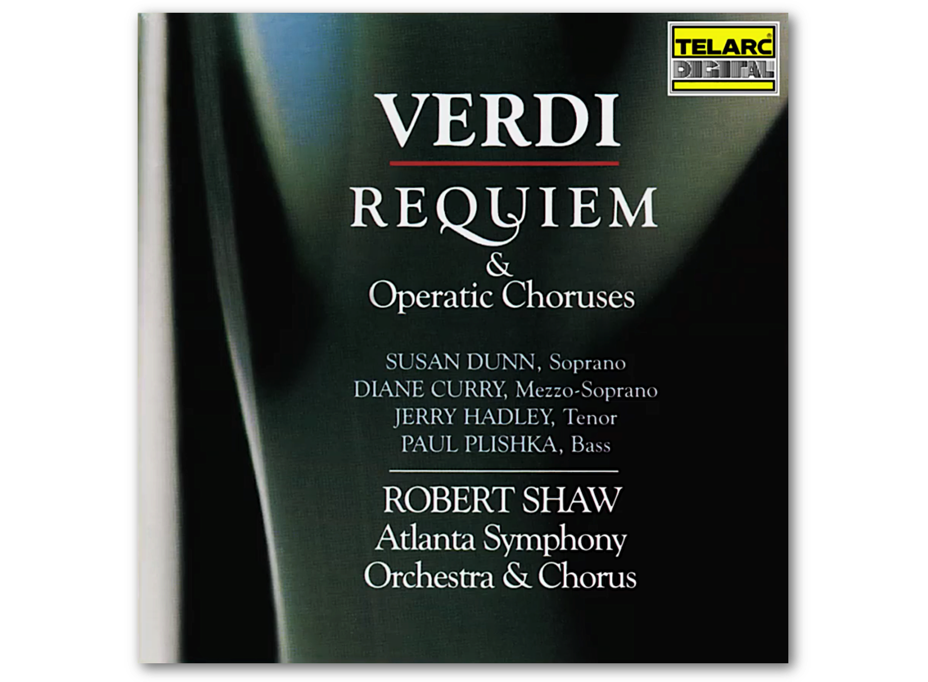 TELARC®
DIGITAL
VERDI
REQUIEM
&
Operatic Choruses
SUSAN DUNN, Soprano
DIANE CURRY, Mezzo-Soprano
JERRY HADLEY, Tenor
PAUL PLISHKA, Bass
ROBERT SHAW
Atlanta Symphony
Orchestra & Chorus